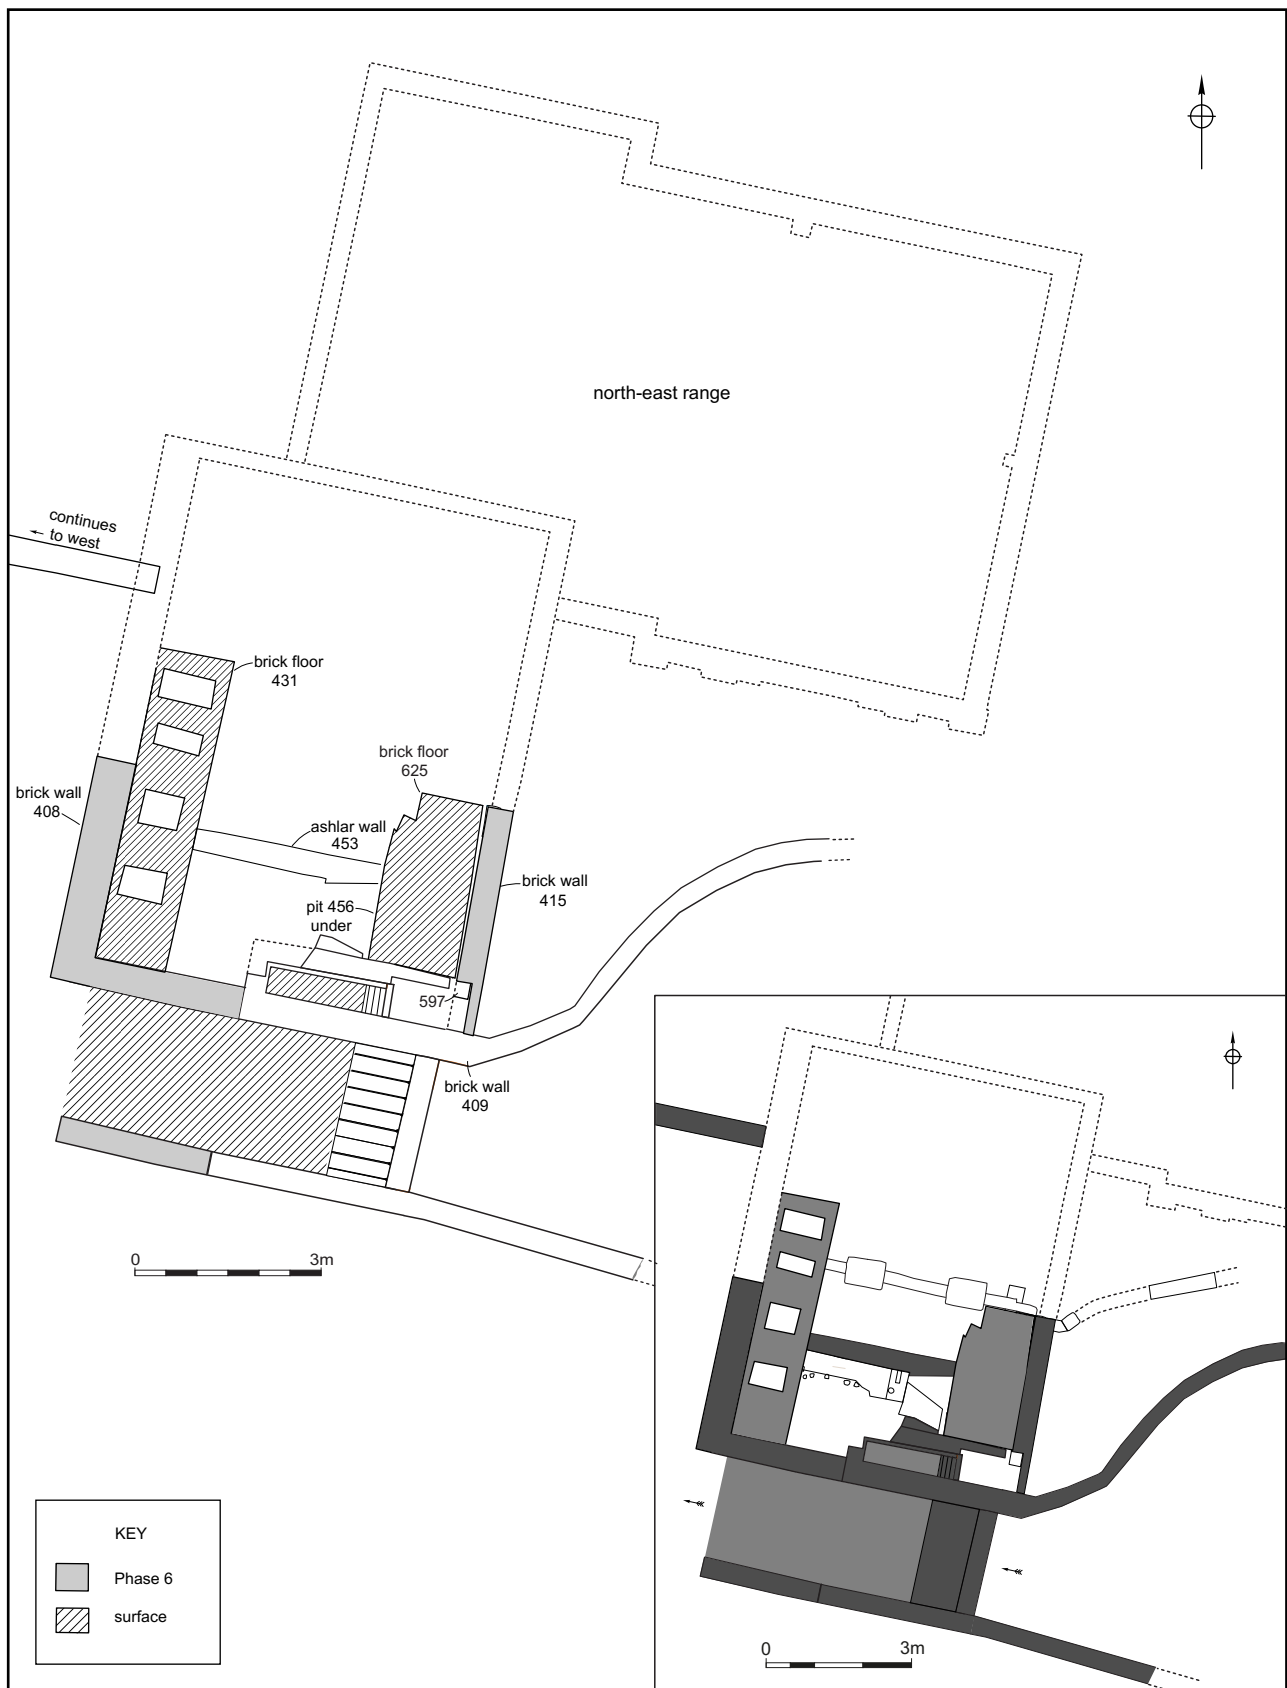 north-east range
continues
to west
brick floor
431
brick floor
625
brick wall
408
ashlar wall
453
brick wall
415
pit 456
under
597
brick wall
409
0 3m
KEY
Phase 6
surface
0 3m